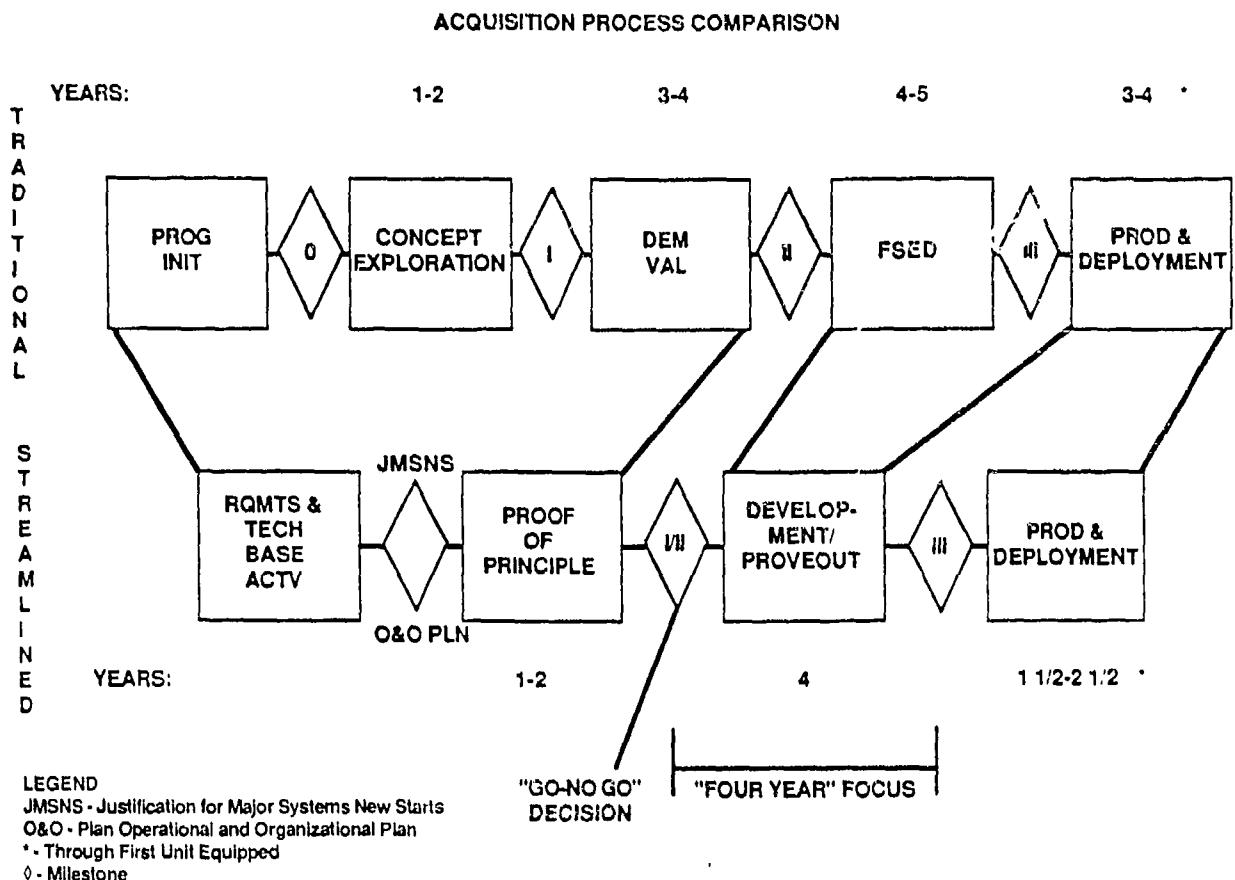 ACQUISITION PROCESS COMPARISON
YEARS: 1-2 3-4 4-5 3-4 *
TRADITIONAL
PROG
INIT
0
CONCEPT
EXPLORATION
I
DEM
VAL
II
FSED
III
PROD &
DEPLOYMENT
STREAMLINED
RQMTS &
TECH
BASE
ACTV
JMSNS
O&O PLN
PROOF
OF
PRINCIPLE
I/II
DEVELOP-
MENT/
PROVEOUT
III
PROD &
DEPLOYMENT
YEARS: 1-2 4 1 1/2-2 1/2 *
"GO-NO GO"
DECISION
"FOUR YEAR" FOCUS
LEGEND
JMSNS - Justification for Major Systems New Starts
O&O - Plan Operational and Organizational Plan
* - Through First Unit Equipped
◊ - Milestone